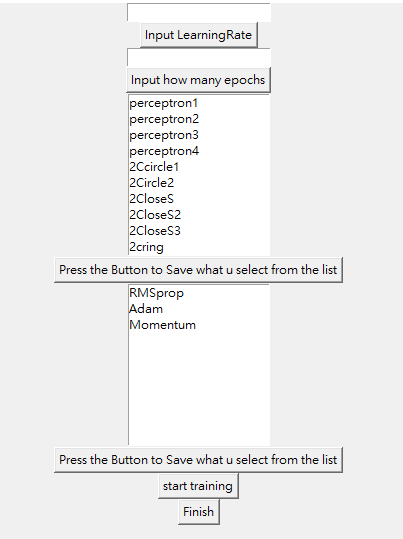 Input LearningRate
Input how many epochs
perceptron1
perceptron2
perceptron3
perceptron4
2Ccircle1
2Circle2
2CloseS
2CloseS2
2CloseS3
2cring
Press the Button to Save what u select from the list
RMSprop
Adam
Momentum
Press the Button to Save what u select from the list
start training
Finish